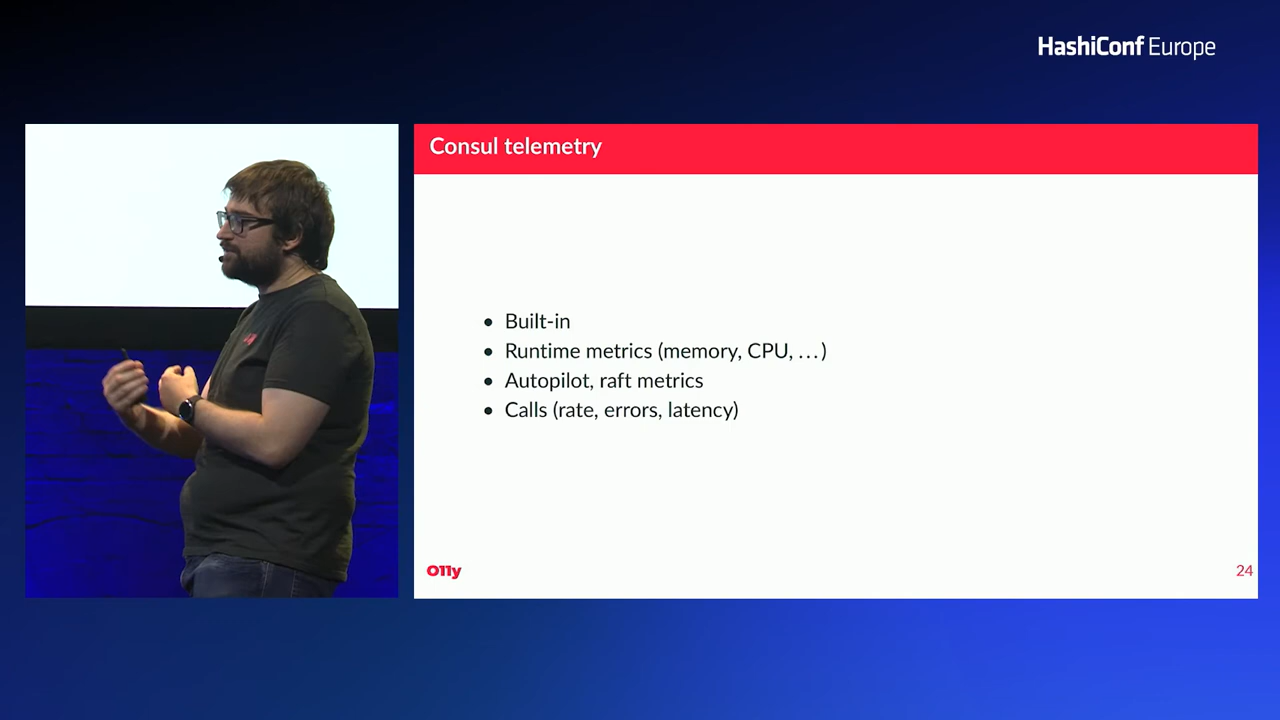 HashiConf Europe
Consul telemetry
• Built-in
• Runtime metrics (memory, CPU, ...)
• Autopilot, raft metrics
• Calls (rate, errors, latency)
O11y
24